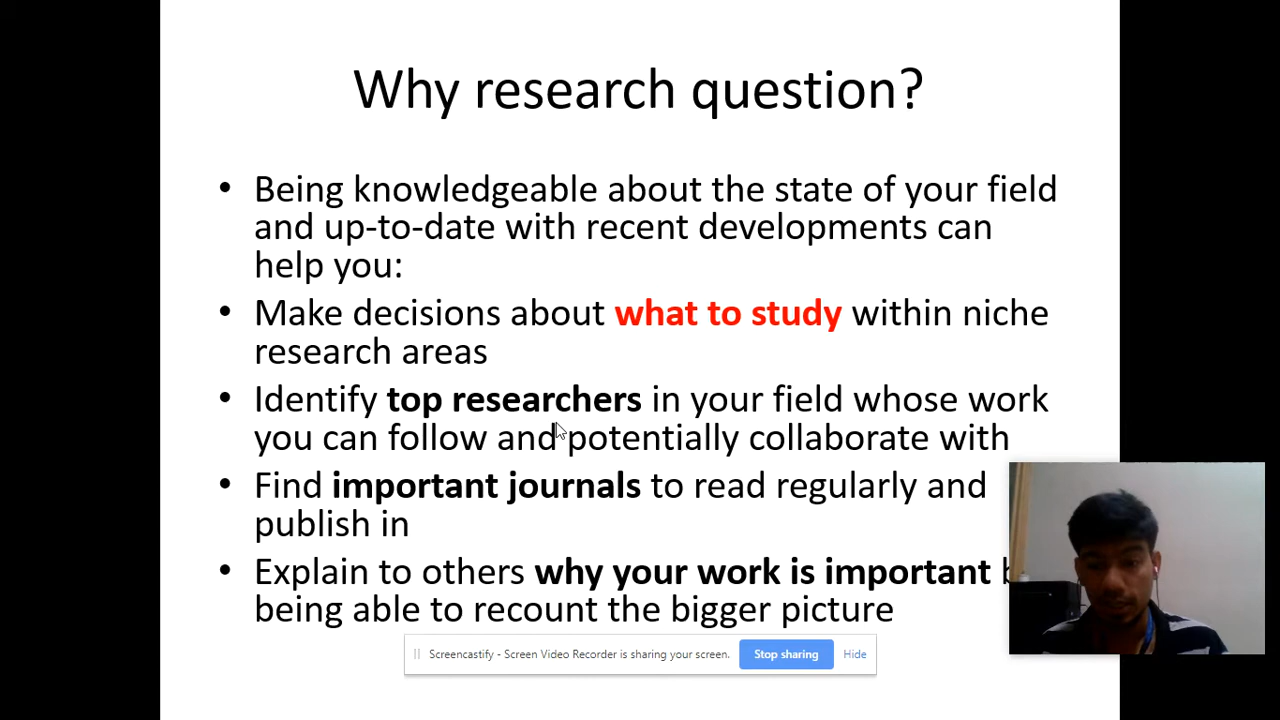 Why research question?
• Being knowledgeable about the state of your field
and up-to-date with recent developments can
help you:
• Make decisions about what to study within niche
research areas
• Identify top researchers in your field whose work
you can follow and potentially collaborate with
• Find important journals to read regularly and
publish in
• Explain to others why your work is important
being able to recount the bigger picture
Screencastify - Screen Video Recorder is sharing your screen. Stop sharing Hide